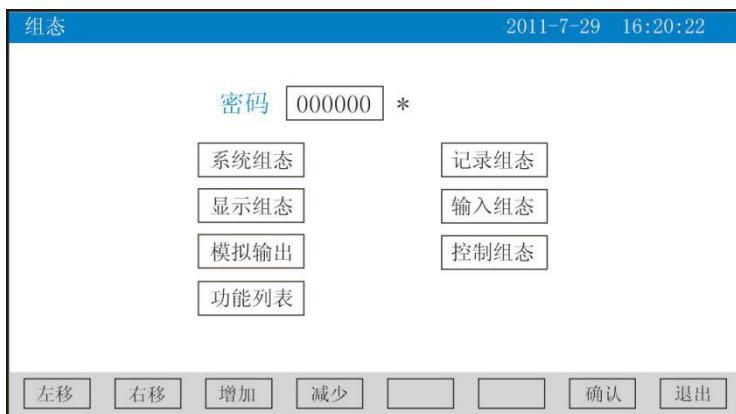 组态 2011-7-29 16:20:22
密码 000000 *
系统组态 记录组态
显示组态 输入组态
模拟输出 控制组态
功能列表
左移 右移 增加 减少 确认 退出